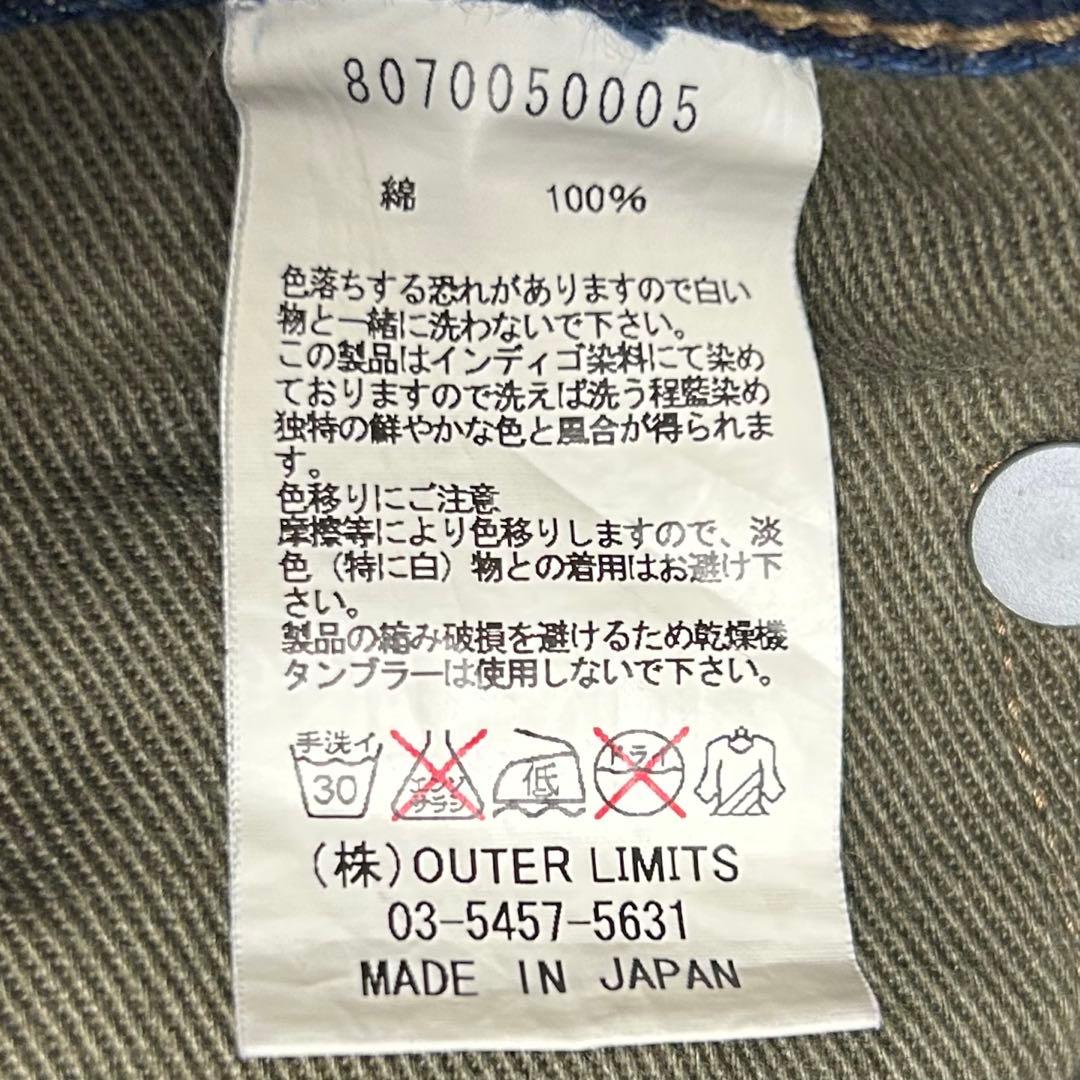 8070050005
綿 100%
色落ちする恐れがありますので白い
物と一緒に洗わないで下さい。
この製品はインディゴ染料にて染め
ておりますので洗えば洗う程藍染め
独特の鮮やかな色と風合が得られま
す。
色移りにご注意
摩擦等により色移りしますので、淡
色（特に白）物との着用はお避け下
さい。
製品の縮み破損を避けるため乾燥機
タンブラーは使用しないで下さい。
手洗イ 30 エンソサラシ 低 ドライ
(株)OUTER LIMITS
03-5457-5631
MADE IN JAPAN